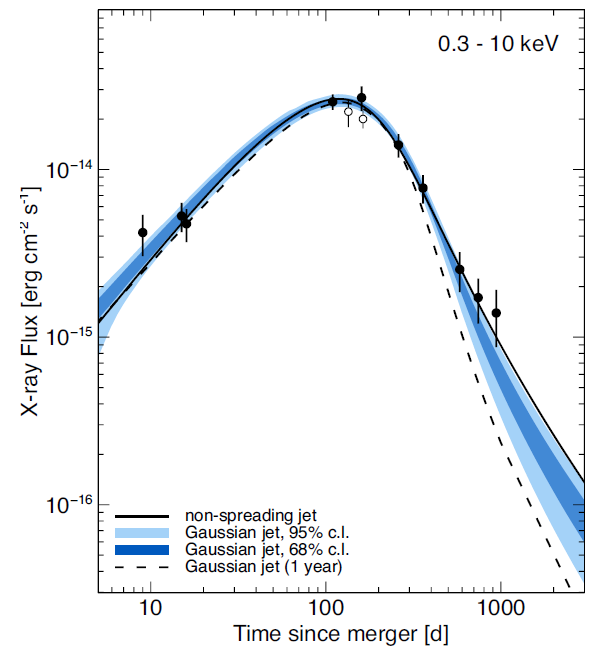 0.3 - 10 keV
10⁻¹⁴
10⁻¹⁵
10⁻¹⁶
X-ray Flux [erg cm⁻² s⁻¹]
non-spreading jet
Gaussian jet, 95% c.l.
Gaussian jet, 68% c.l.
Gaussian jet (1 year)
10 100 1000
Time since merger [d]